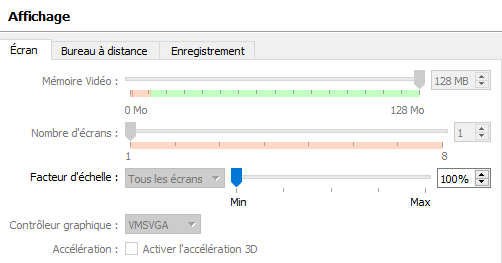 Affichage
Écran Bureau à distance Enregistrement
Mémoire Vidéo : 128 MB
0 Mo 128 Mo
Nombre d'écrans : 1
1 8
Facteur d'échelle : Tous les écrans 100%
Min Max
Contrôleur graphique : VMSVGA
Accélération : Activer l'accélération 3D